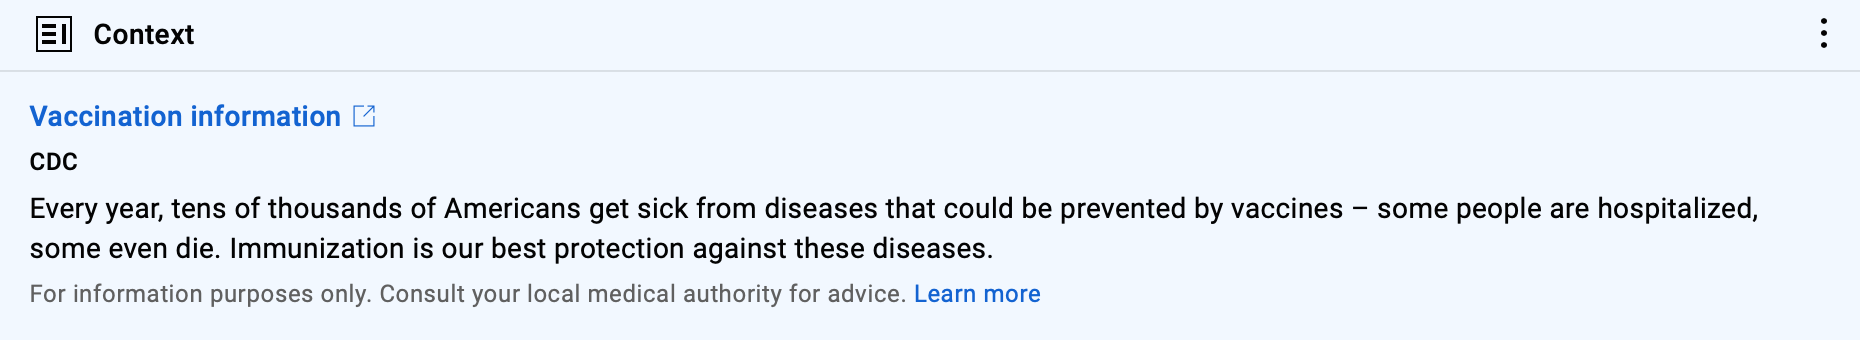 Context
Vaccination information
CDC
Every year, tens of thousands of Americans get sick from diseases that could be prevented by vaccines – some people are hospitalized,
some even die. Immunization is our best protection against these diseases.
For information purposes only. Consult your local medical authority for advice. Learn more